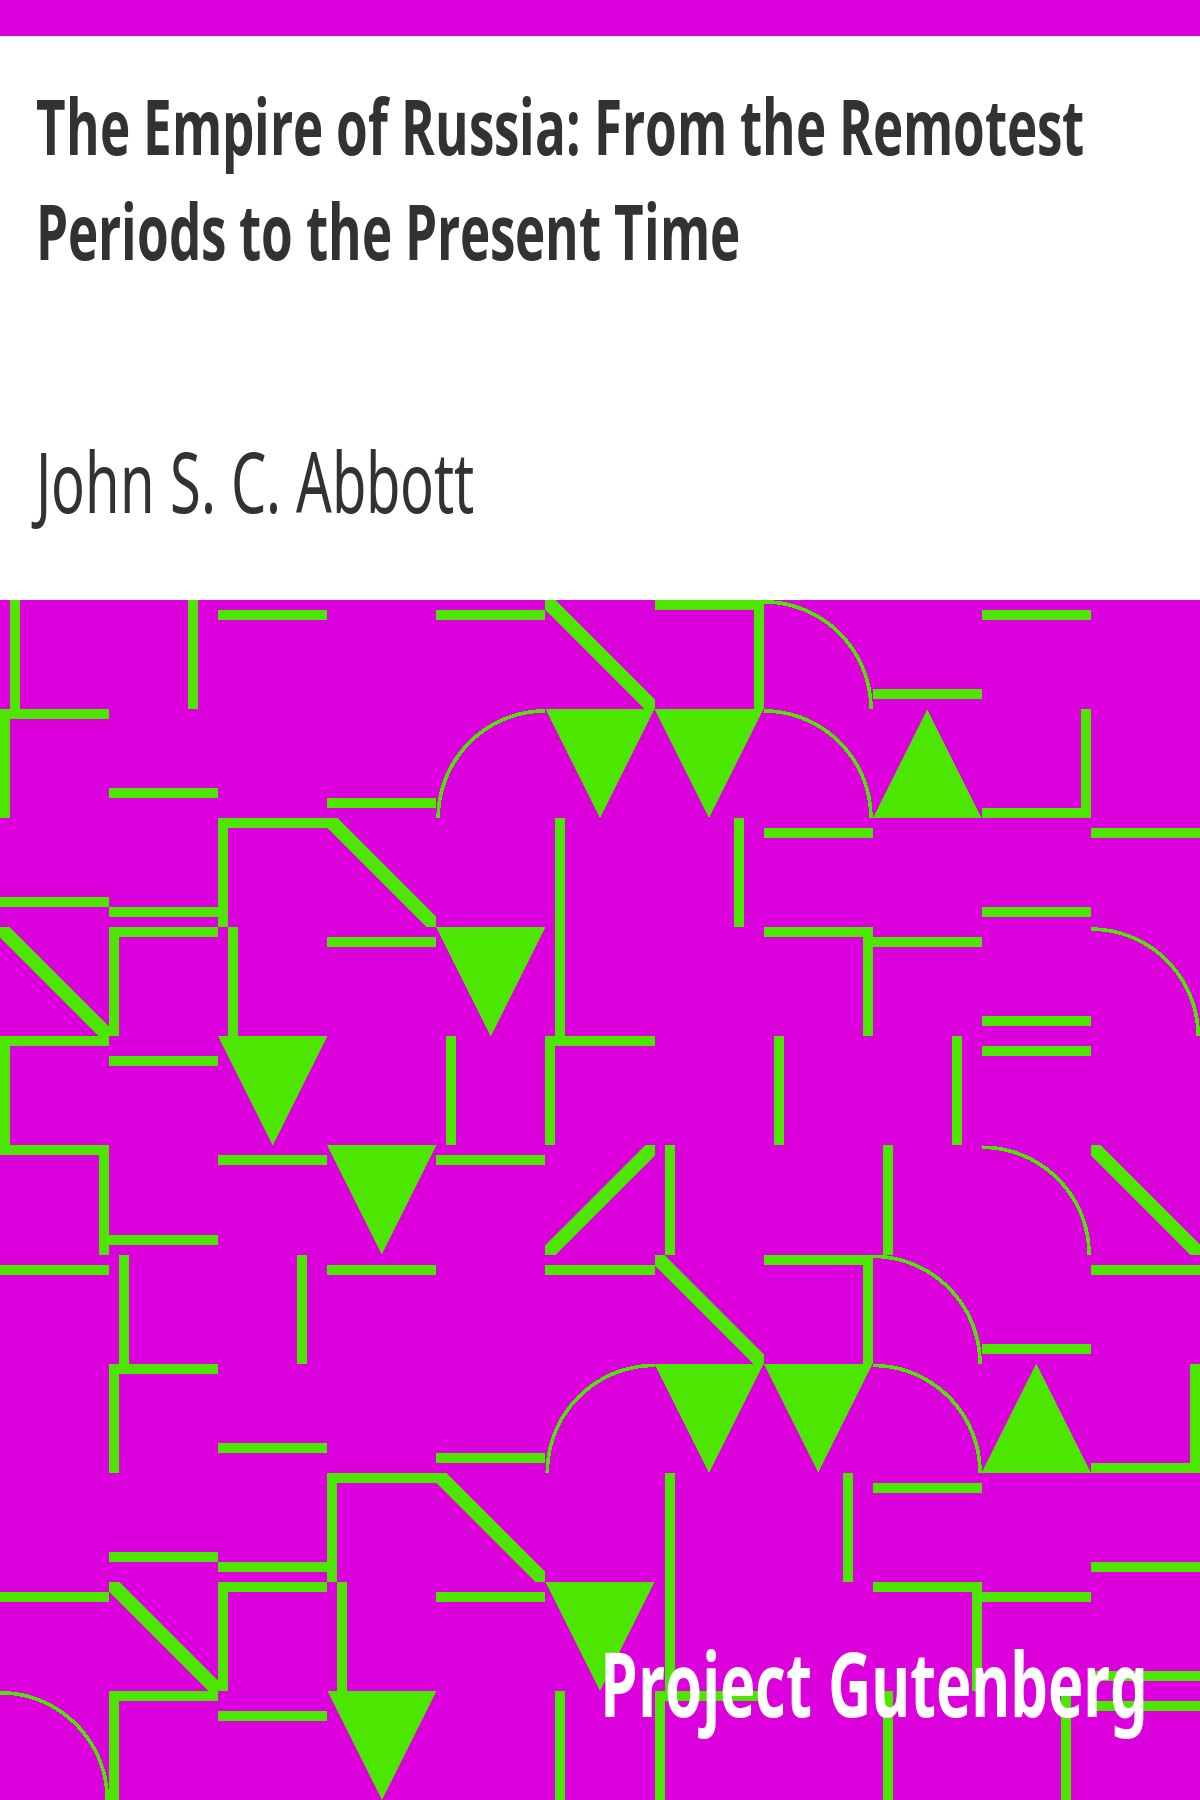 The Empire of Russia: From the Remotest
Periods to the Present Time
John S. C. Abbott
Project Gutenberg